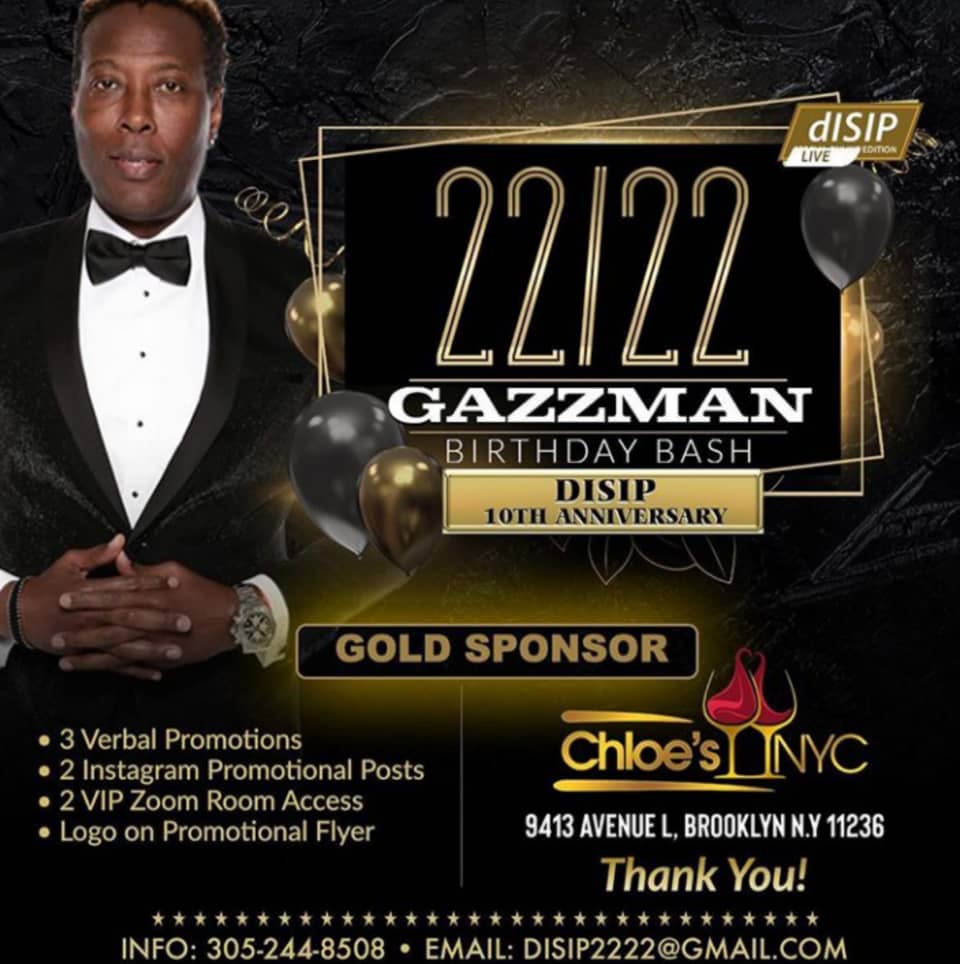 dISIP
LIVE EDITION
22/22
GAZZMAN
BIRTHDAY BASH
DISIP
10TH ANNIVERSARY
GOLD SPONSOR
• 3 Verbal Promotions
• 2 Instagram Promotional Posts
• 2 VIP Zoom Room Access
• Logo on Promotional Flyer
Chloe's NYC
9413 AVENUE L, BROOKLYN N.Y 11236
Thank You!
INFO: 305-244-8508 • EMAIL: DISIP2222@GMAIL.COM